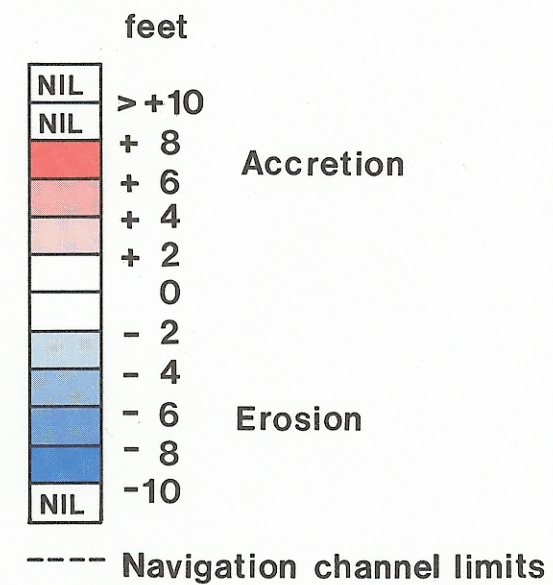 feet
NIL
> +10
NIL
+ 8
Accretion
+ 6
+ 4
+ 2
0
- 2
- 4
- 6
Erosion
- 8
-10
NIL
---- Navigation channel limits